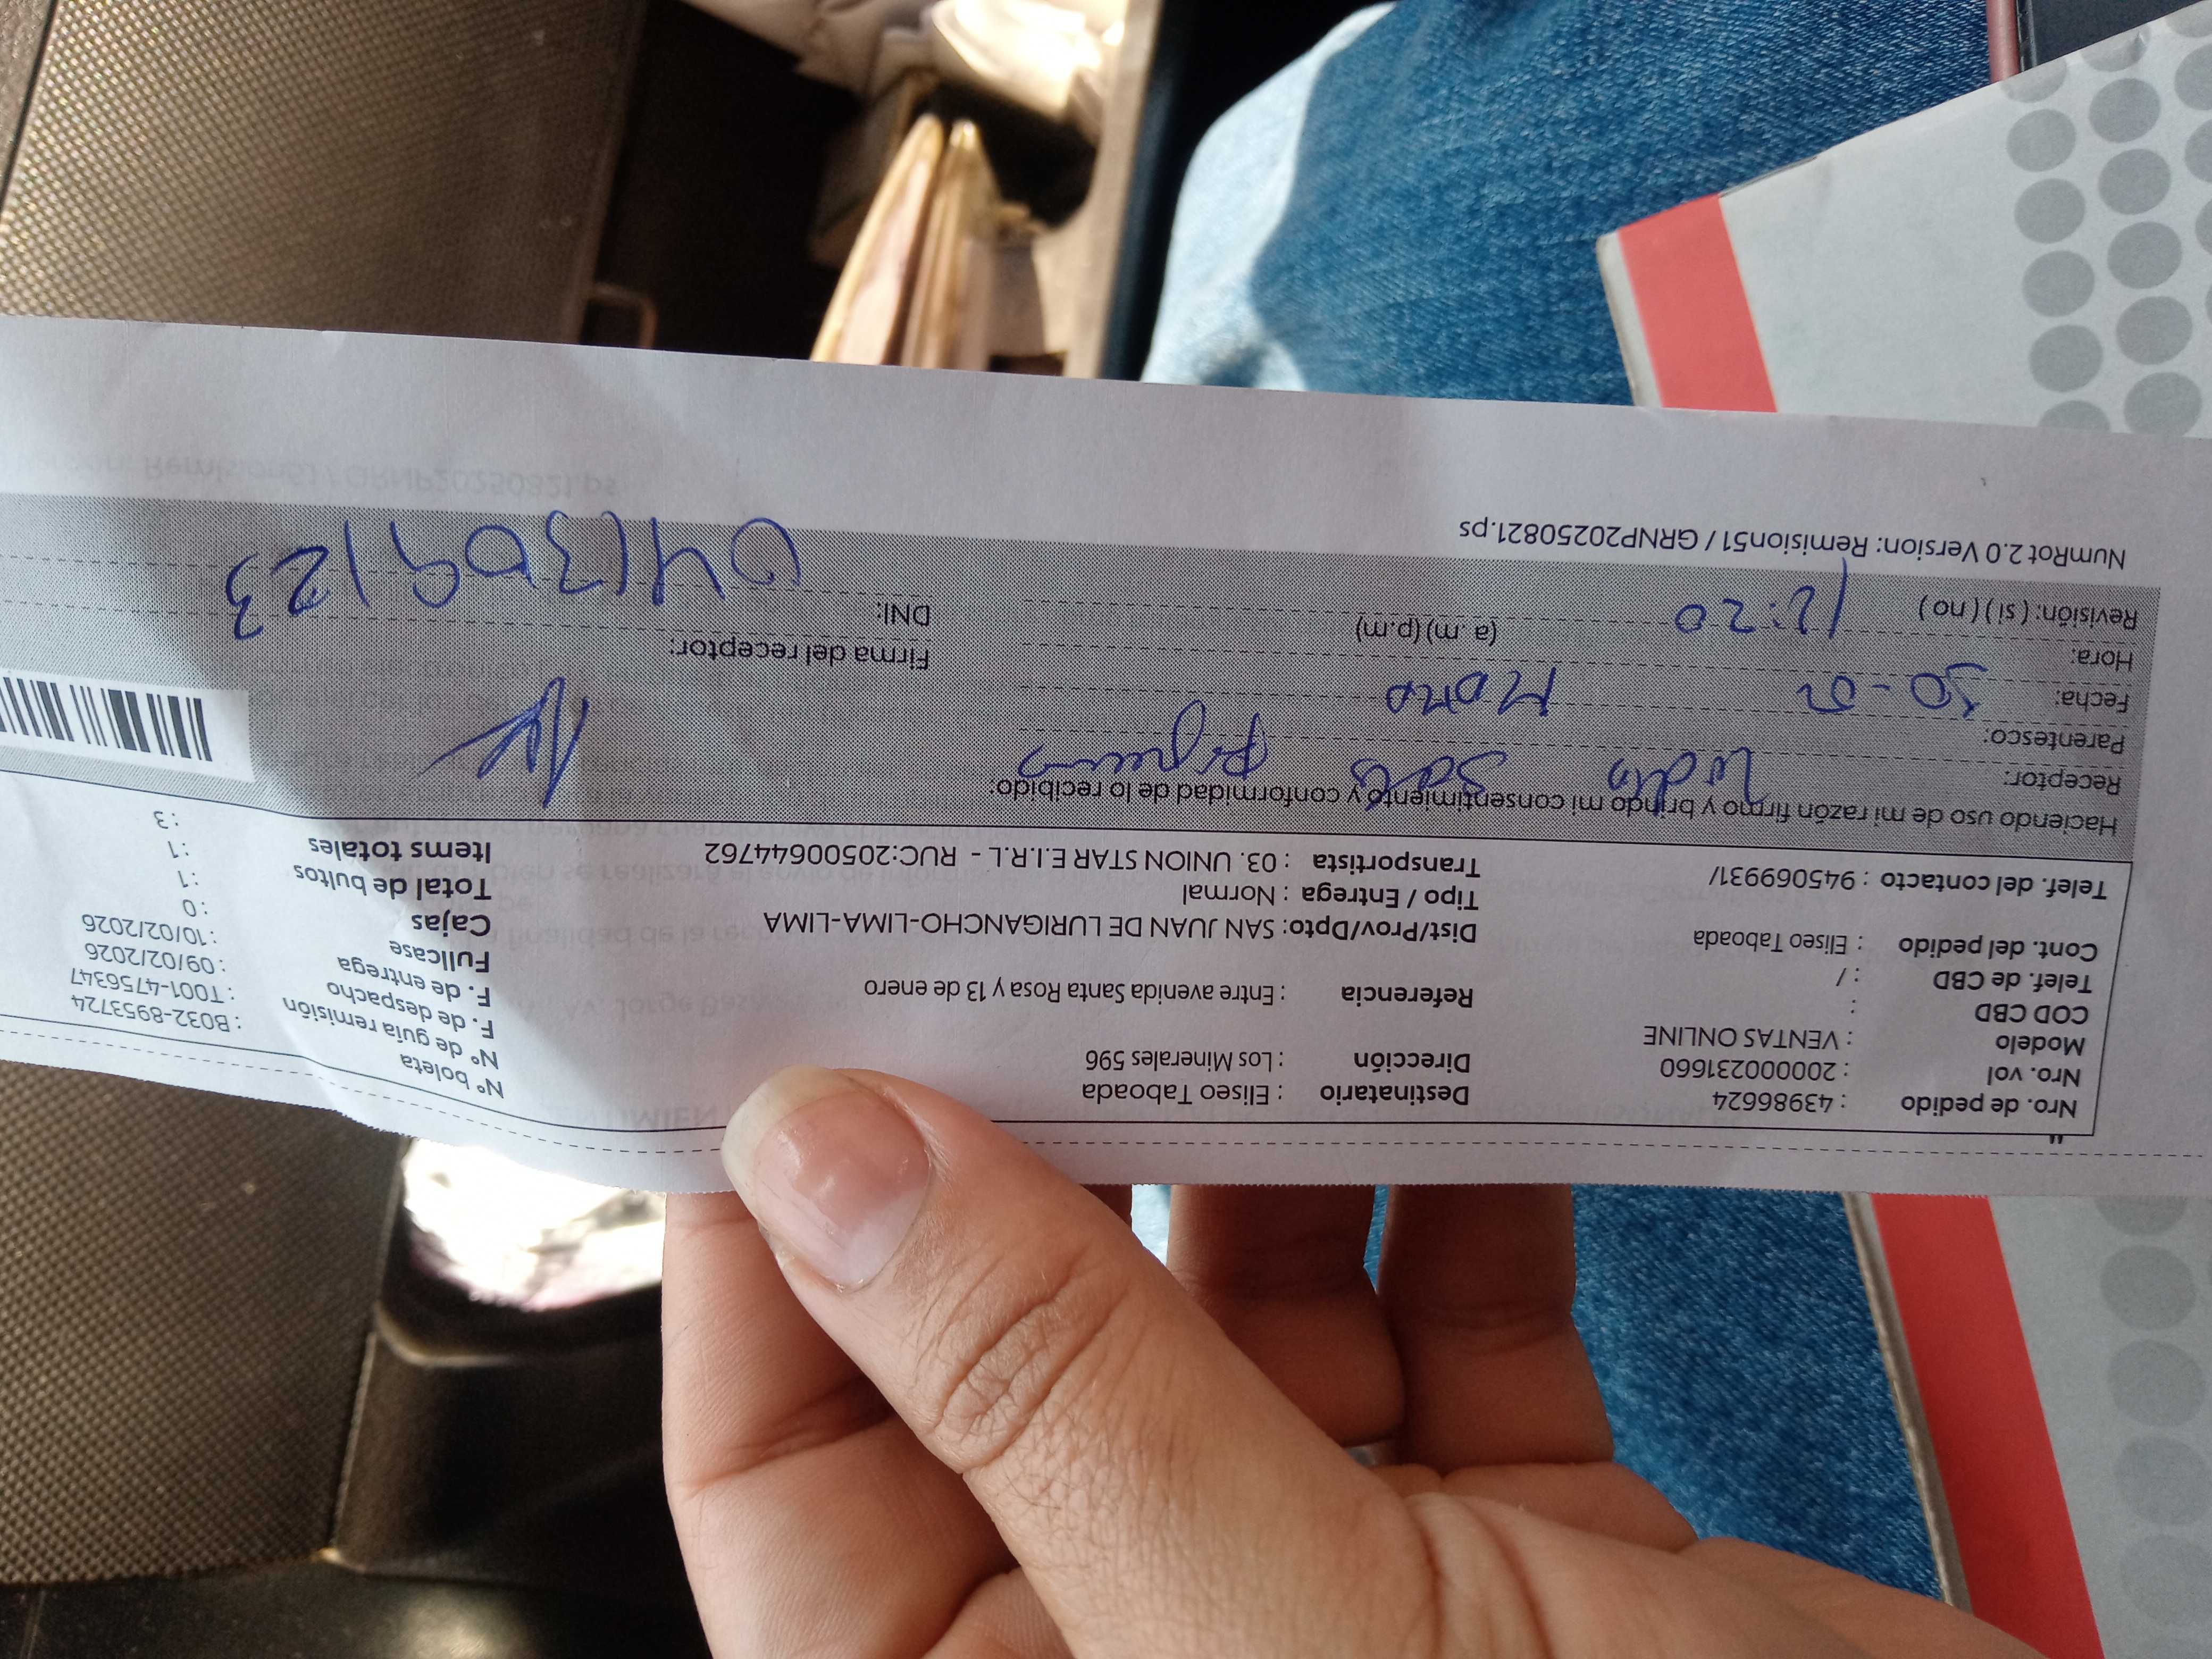 Nro. de pedido : 43986624
Nro. vol : 20000231660
Modelo : VENTAS ONLINE
COD CBD :
Telef. de CBD : /
Cont. del pedido : Eliseo Taboada
Telef. del contacto : 945069931/
Destinatario : Eliseo Taboada
Dirección : Los Minerales 596
Referencia : Entre avenida Santa Rosa y 13 de enero
Dist/Prov/Dpto: SAN JUAN DE LURIGANCHO-LIMA-LIMA
Tipo / Entrega : Normal
Transportista : 03. UNION STAR E.I.R.L - RUC:20500644762
N° boleta : B032-8953724
N° de guía remisión : T001-4756347
F. de despacho : 09/02/2026
F. de entrega : 10/02/2026
Fullcase : 0
Cajas : 1
Total de bultos : 1
Items totales : 3
Haciendo uso de mi razón firmo y brindo mi consentimiento y conformidad de lo recibido:
Receptor:
Parentesco:
Fecha:
Hora: 12:20 (a. m) (p.m)
Revisión: ( si ) ( no )
Firma del receptor:
DNI:
NumRot 2.0 Version: Remision51 / GRNP20250821.ps